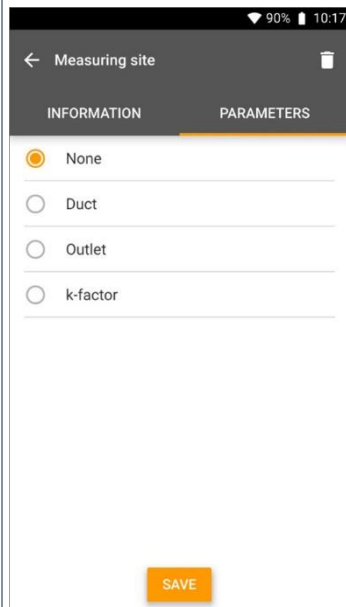 90% 10:17
Measuring site
INFORMATION PARAMETERS
None
Duct
Outlet
k-factor
SAVE